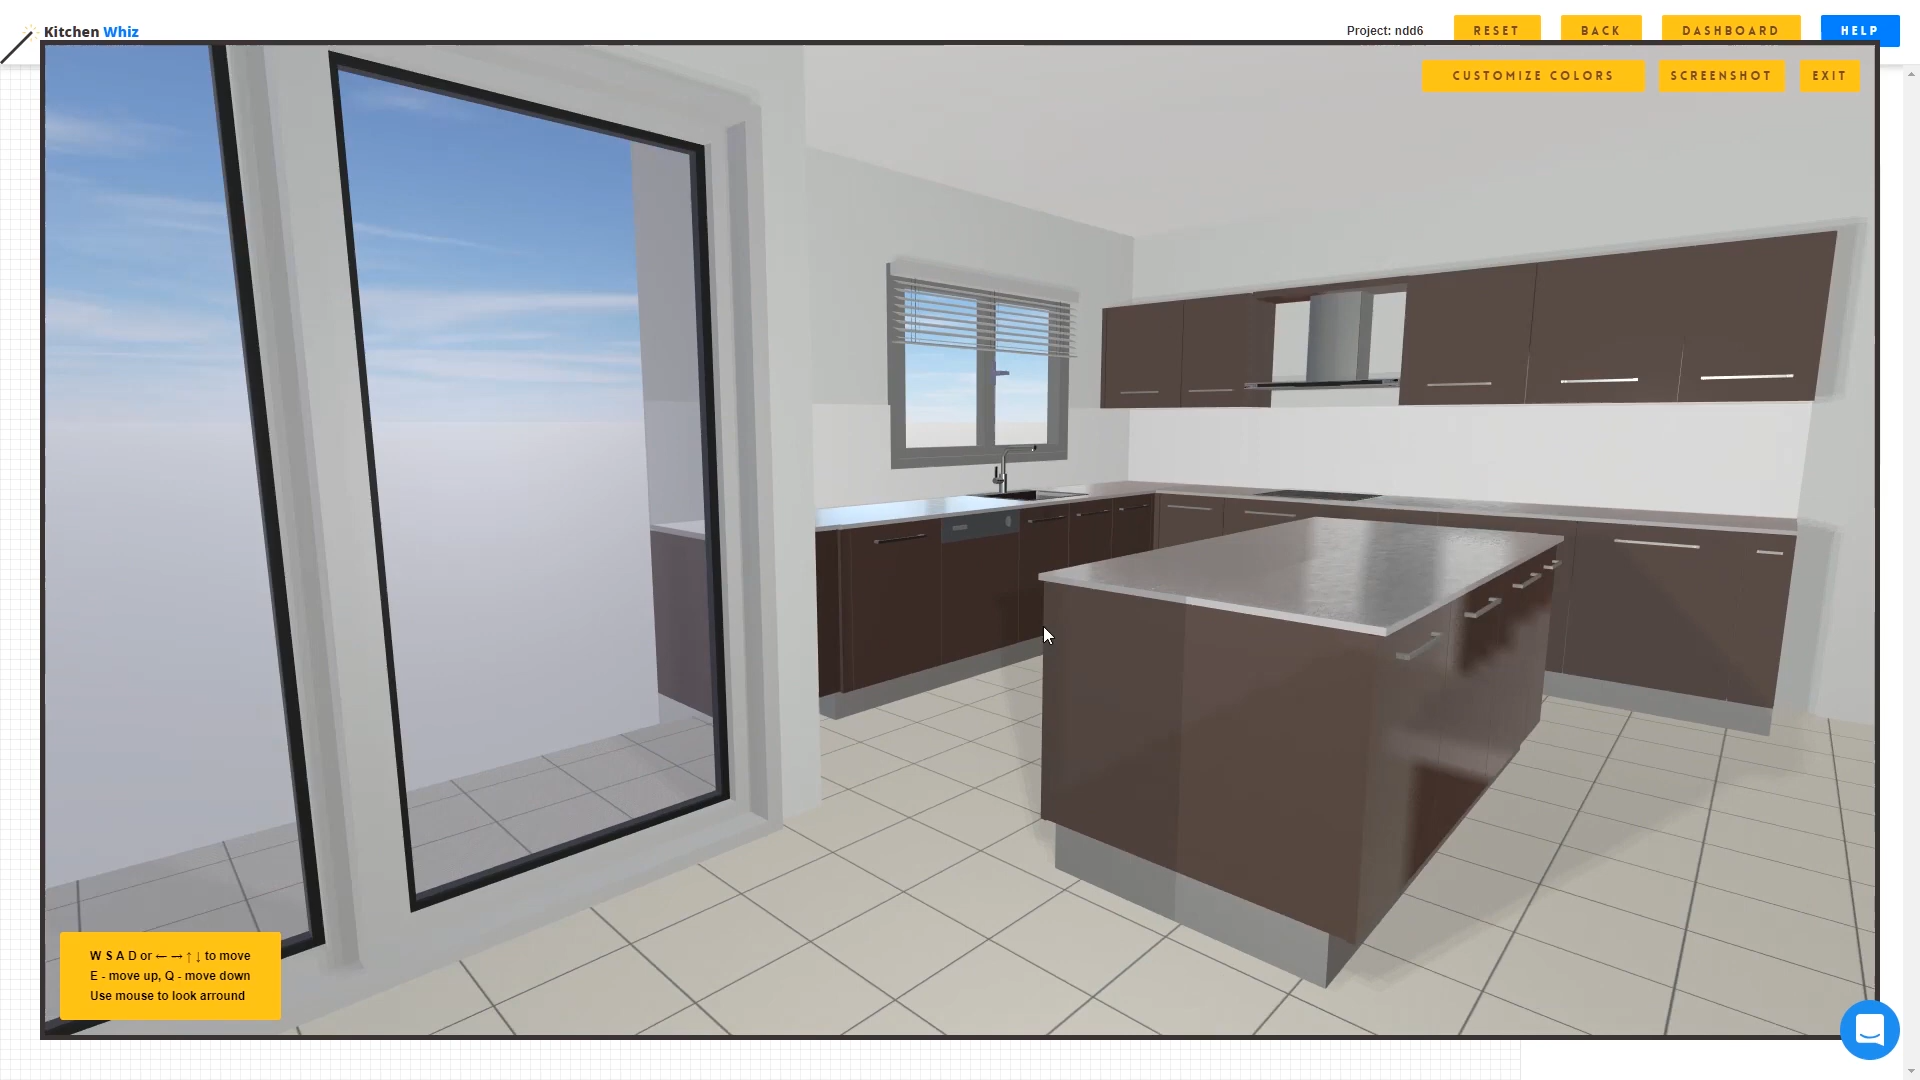 Kitchen Whiz
Project: ndd6
RESET
BACK
DASHBOARD
HELP
CUSTOMIZE COLORS
SCREENSHOT
EXIT
W S A D or ← → ↑ ↓ to move
E - move up, Q - move down
Use mouse to look arround